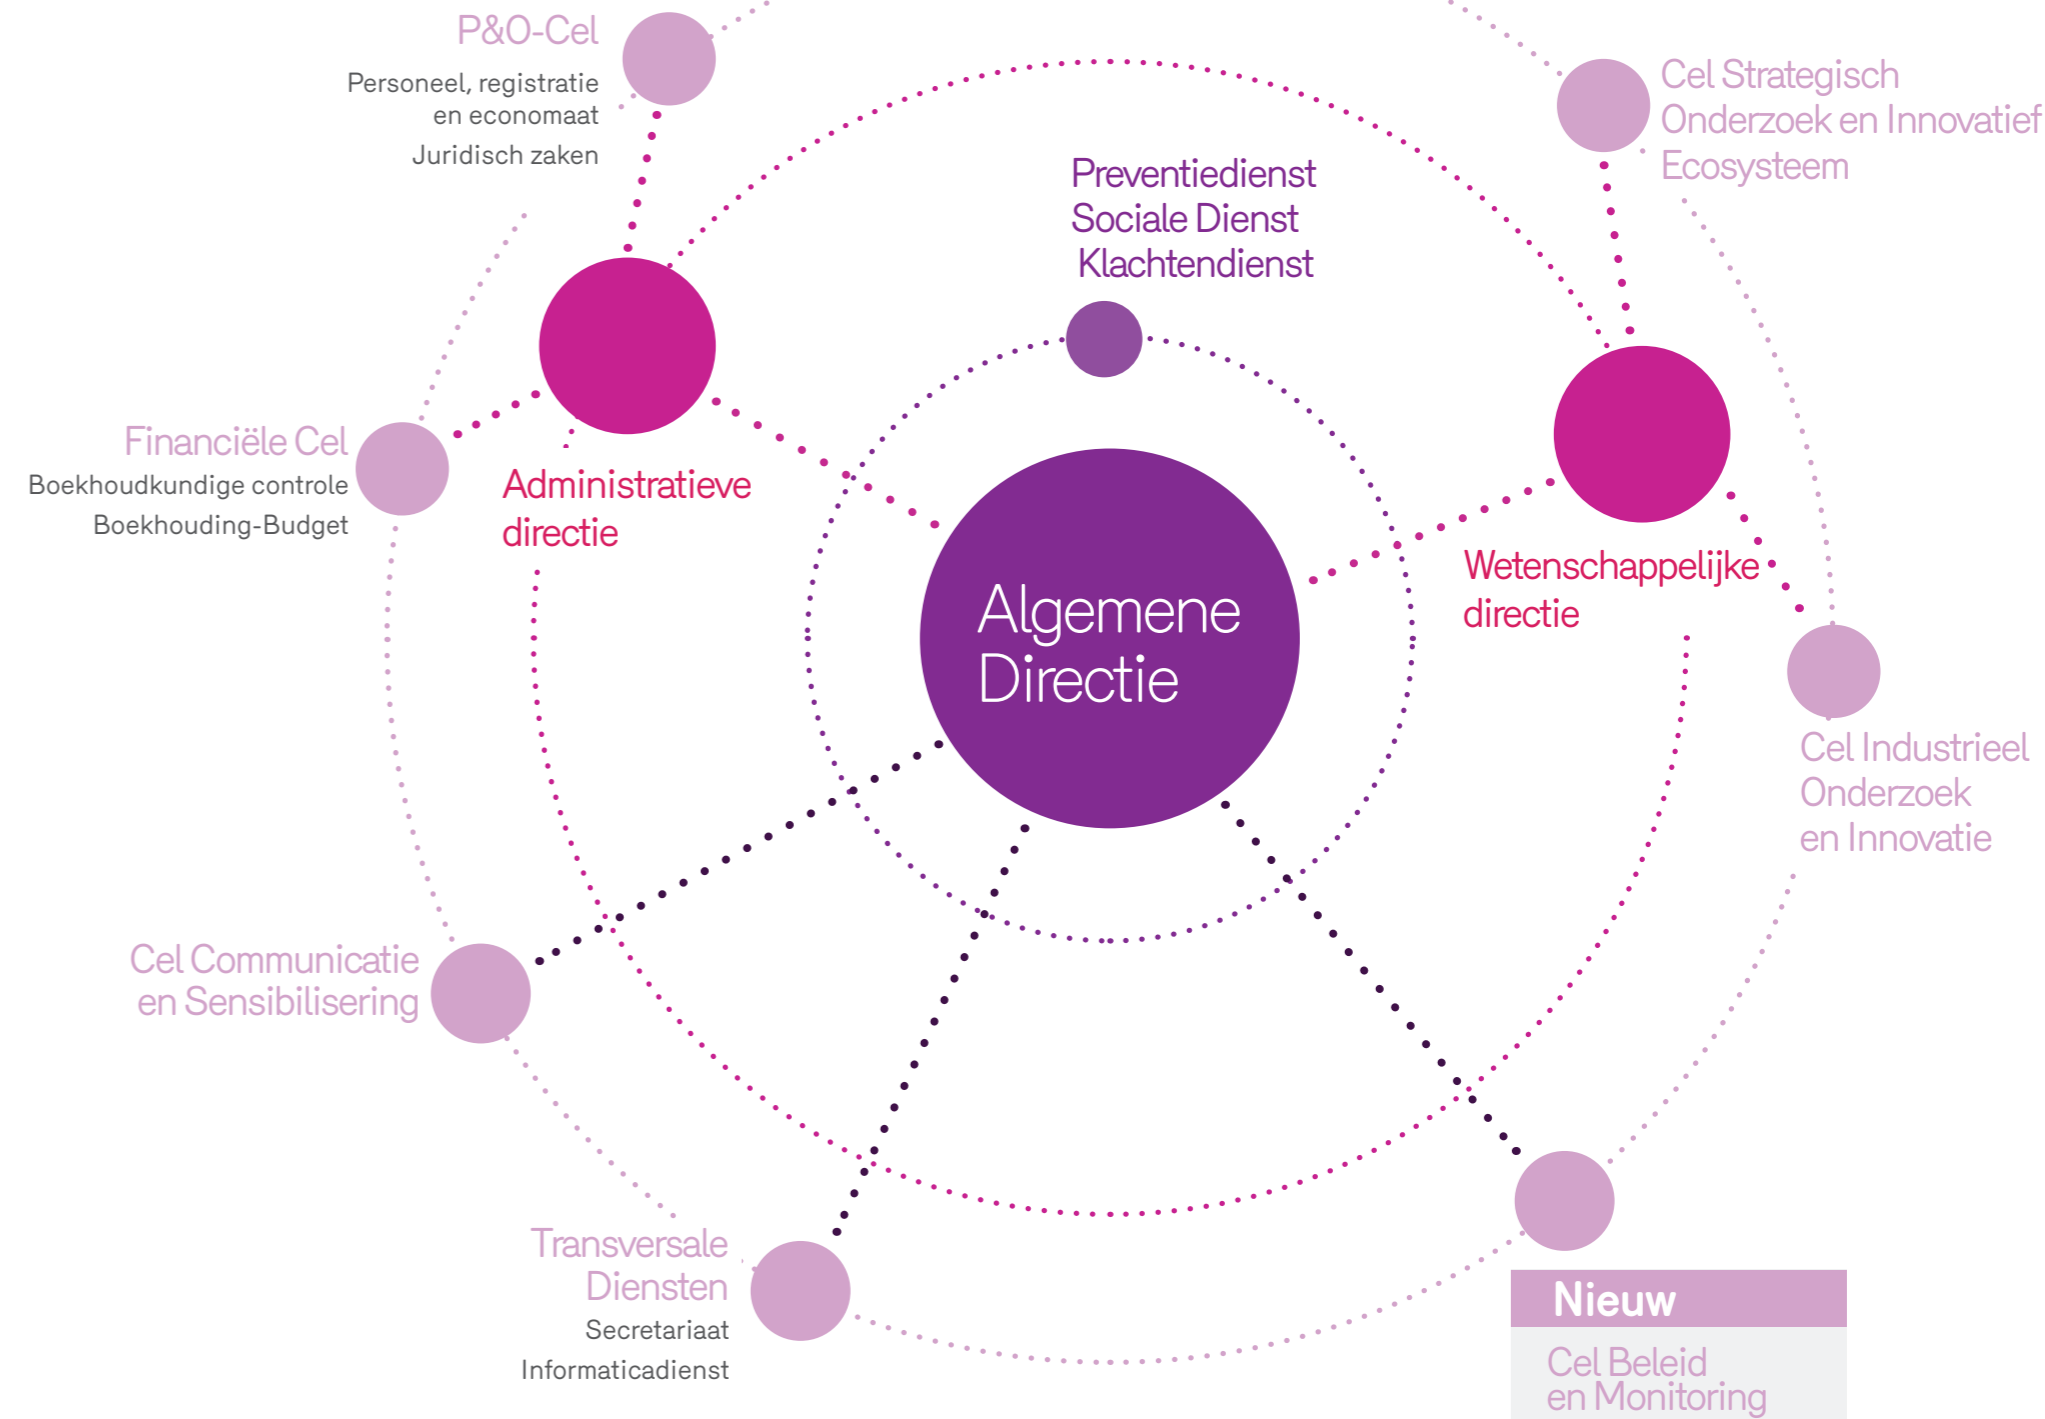 P&O-Cel
Personeel, registratie
en economaat
Juridisch zaken
Cel Strategisch
Onderzoek en Innovatief
Ecosysteem
Preventiedienst
Sociale Dienst
Klachtendienst
Financiële Cel
Boekhoudkundige controle
Boekhouding-Budget
Administratieve
directie
Wetenschappelijke
directie
Algemene
Directie
Cel Industrieel
Onderzoek
en Innovatie
Cel Communicatie
en Sensibilisering
Transversale
Diensten
Secretariaat
Informaticadienst
Nieuw
Cel Beleid
en Monitoring